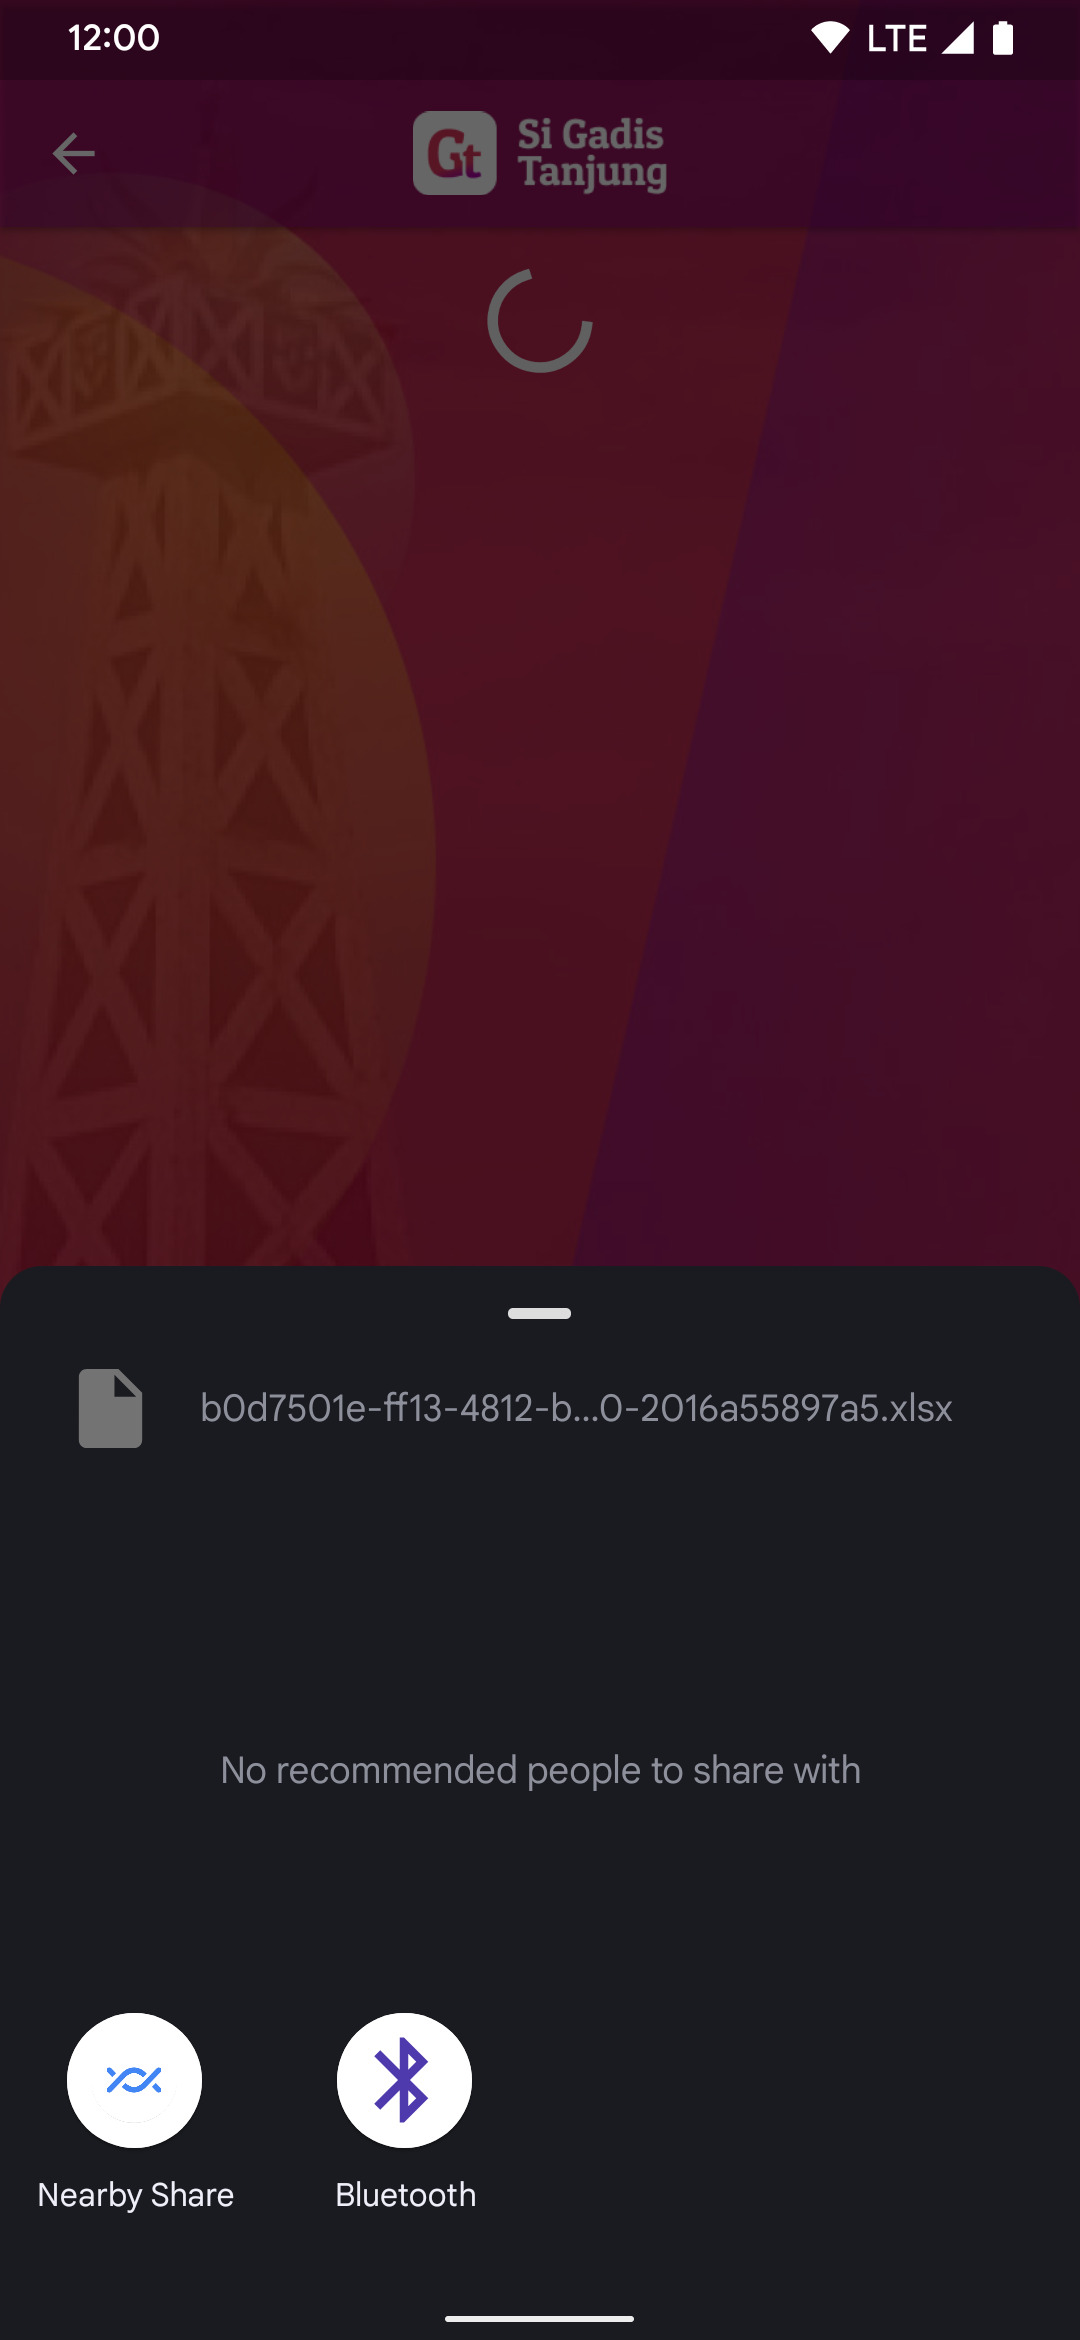 12:00
LTE
Gt
Si Gadis
Tanjung
b0d7501e-ff13-4812-b...0-2016a55897a5.xlsx
No recommended people to share with
Nearby Share
Bluetooth